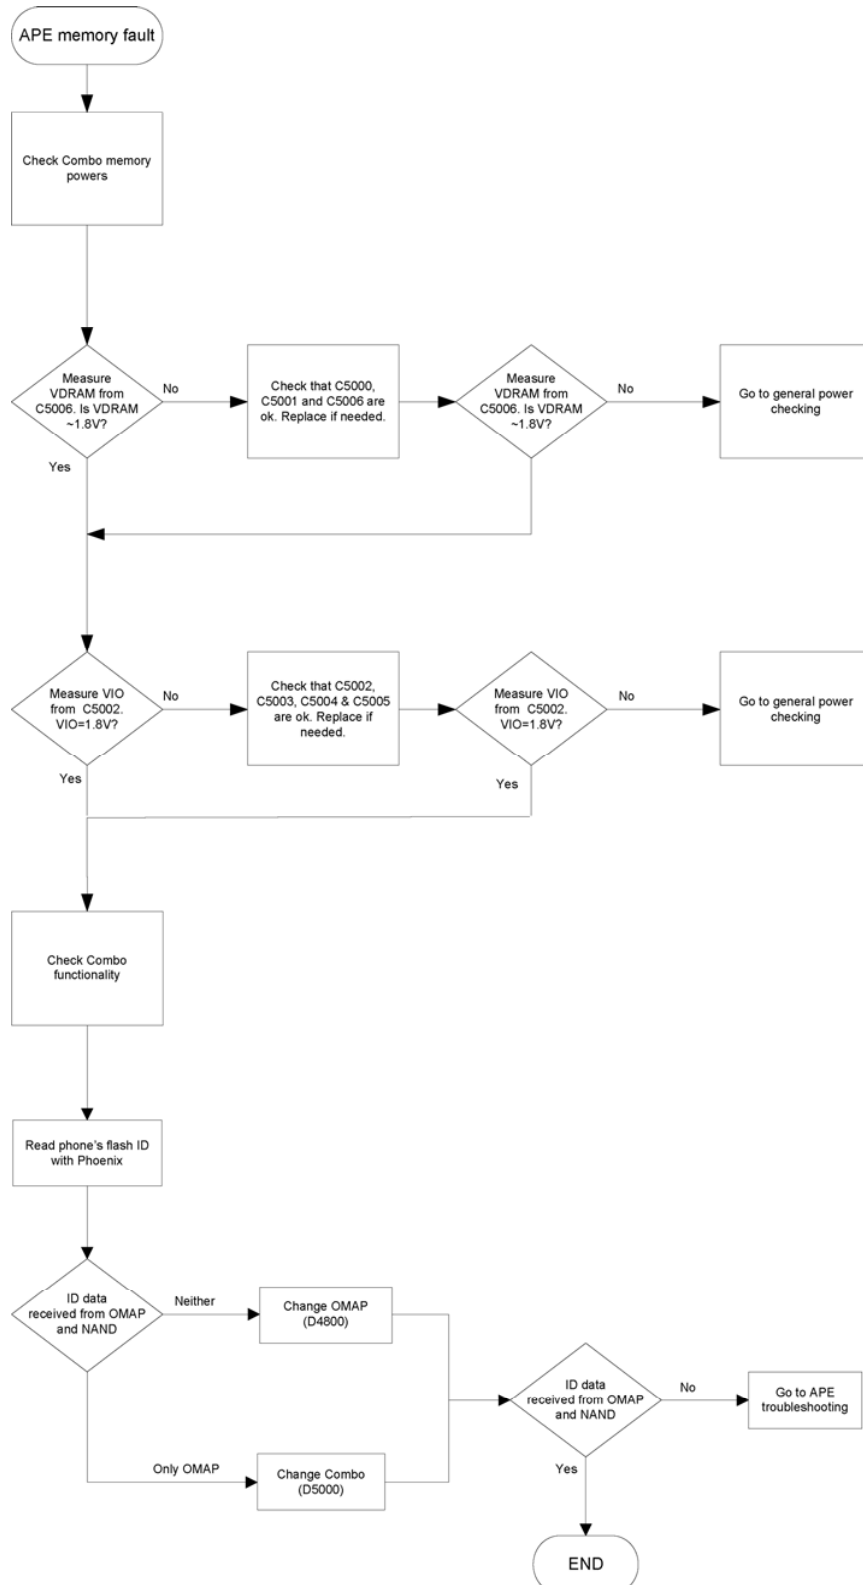 APE memory fault
Check Combo memory
powers
Measure
VDRAM from
C5006. Is VDRAM
~1.8V?
No
Yes
Check that C5000,
C5001 and C5006 are
ok. Replace if needed.
Measure
VDRAM from
C5006. Is VDRAM
~1.8V?
No
Go to general power
checking
Measure VIO
from C5002.
VIO=1.8V?
No
Yes
Check that C5002,
C5003, C5004 & C5005
are ok. Replace if
needed.
Measure VIO
from C5002.
VIO=1.8V?
No
Yes
Go to general power
checking
Check Combo
functionality
Read phone's flash ID
with Phoenix
ID data
received from OMAP
and NAND
Neither
Change OMAP
(D4800)
Only OMAP
Change Combo
(D5000)
ID data
received from OMAP
and NAND
No
Go to APE
troubleshooting
Yes
END